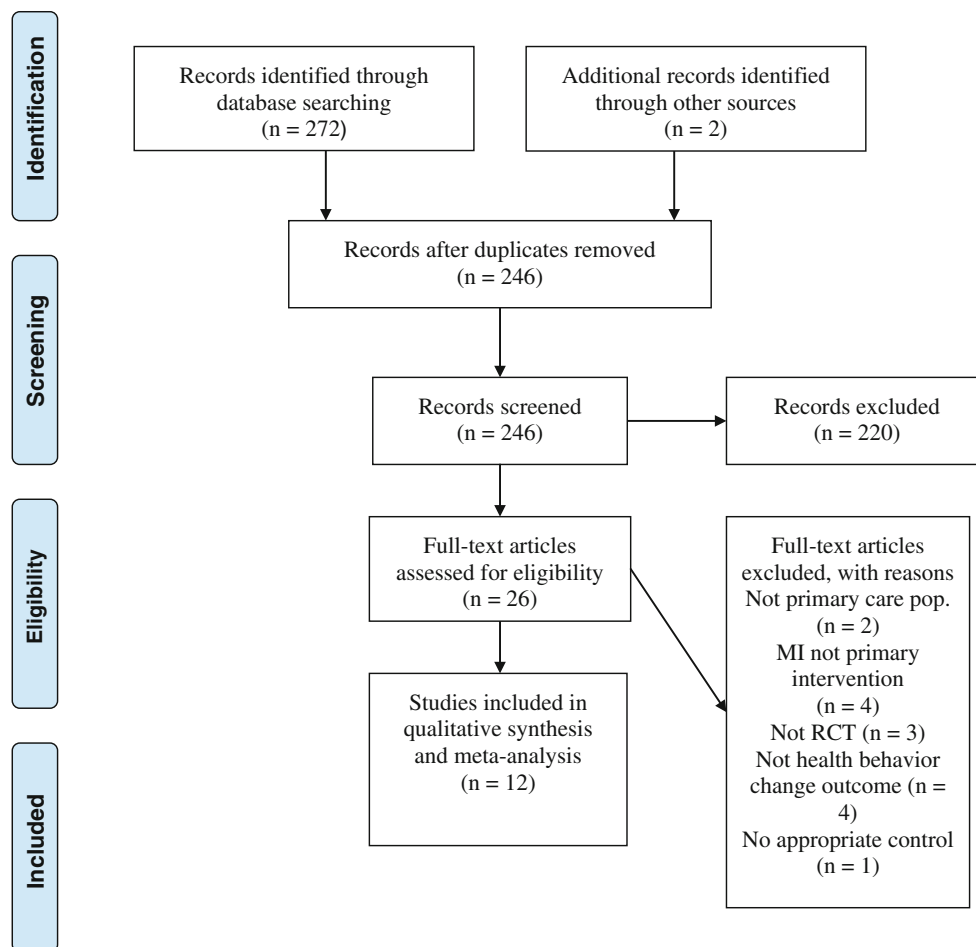 Identification
Records identified through
database searching
(n = 272)
Additional records identified
through other sources
(n = 2)
Records after duplicates removed
(n = 246)
Screening
Records screened
(n = 246)
Records excluded
(n = 220)
Eligibility
Full-text articles
assessed for eligibility
(n = 26)
Full-text articles
excluded, with reasons
Not primary care pop.
(n = 2)
MI not primary
intervention
(n = 4)
Not RCT (n = 3)
Not health behavior
change outcome (n =
4)
No appropriate control
(n = 1)
Included
Studies included in
qualitative synthesis
and meta-analysis
(n = 12)